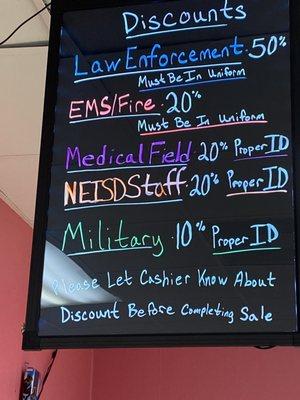 Discounts
Law Enforcement · 50%
Must Be In Uniform
EMS/Fire · 20%
Must Be In Uniform
Medical Field · 20% Proper ID
NEISD Staff · 20% Proper ID
Military · 10% Proper ID
Please Let Cashier Know About
Discount Before Completing Sale